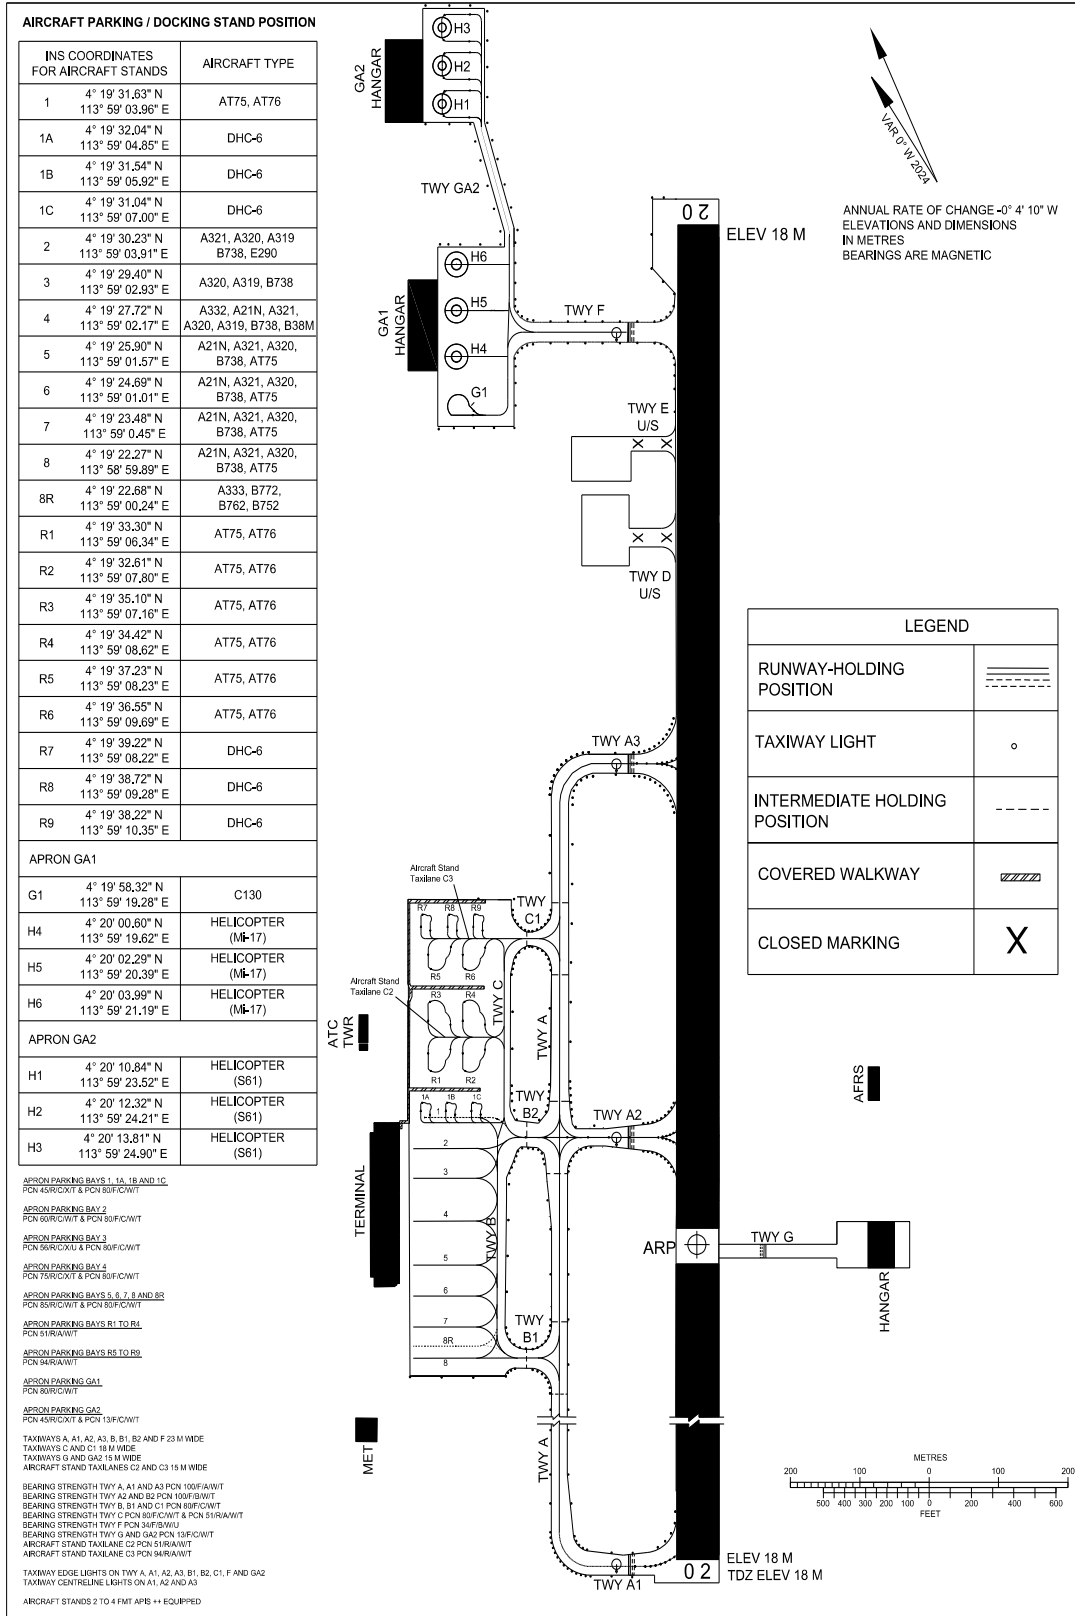 AIRCRAFT PARKING / DOCKING STAND POSITION
INS COORDINATES
FOR AIRCRAFT STANDS
AIRCRAFT TYPE
1 4° 19' 31.63" N
113° 59' 03.96" E
AT75, AT76
1A 4° 19' 32.04" N
113° 59' 04.85" E
DHC-6
1B 4° 19' 31.54" N
113° 59' 05.92" E
DHC-6
1C 4° 19' 31.04" N
113° 59' 07.00" E
DHC-6
2 4° 19' 30.23" N
113° 59' 03.91" E
A321, A320, A319
B738, E290
3 4° 19' 29.40" N
113° 59' 02.93" E
A320, A319, B738
4 4° 19' 27.72" N
113° 59' 02.17" E
A332, A21N, A321,
A320, A319, B738, B38M
5 4° 19' 25.90" N
113° 59' 01.57" E
A21N, A321, A320,
B738, AT75
6 4° 19' 24.69" N
113° 59' 01.01" E
A21N, A321, A320,
B738, AT75
7 4° 19' 23.48" N
113° 59' 0.45" E
A21N, A321, A320,
B738, AT75
8 4° 19' 22.27" N
113° 58' 59.89" E
A21N, A321, A320,
B738, AT75
8R 4° 19' 22.68" N
113° 59' 00.24" E
A333, B772,
B762, B752
R1 4° 19' 33.30" N
113° 59' 06.34" E
AT75, AT76
R2 4° 19' 32.61" N
113° 59' 07.80" E
AT75, AT76
R3 4° 19' 35.10" N
113° 59' 07.16" E
AT75, AT76
R4 4° 19' 34.42" N
113° 59' 08.62" E
AT75, AT76
R5 4° 19' 37.23" N
113° 59' 08.23" E
AT75, AT76
R6 4° 19' 36.55" N
113° 59' 09.69" E
AT75, AT76
R7 4° 19' 39.22" N
113° 59' 08.22" E
DHC-6
R8 4° 19' 38.72" N
113° 59' 09.28" E
DHC-6
R9 4° 19' 38.22" N
113° 59' 10.35" E
DHC-6
APRON GA1
G1 4° 19' 58.32" N
113° 59' 19.28" E
C130
H4 4° 20' 00.60" N
113° 59' 19.62" E
HELICOPTER
(Mi-17)
H5 4° 20' 02.29" N
113° 59' 20.39" E
HELICOPTER
(Mi-17)
H6 4° 20' 03.99" N
113° 59' 21.19" E
HELICOPTER
(Mi-17)
APRON GA2
H1 4° 20' 10.84" N
113° 59' 23.52" E
HELICOPTER
(S61)
H2 4° 20' 12.32" N
113° 59' 24.21" E
HELICOPTER
(S61)
H3 4° 20' 13.81" N
113° 59' 24.90" E
HELICOPTER
(S61)
APRON PARKING BAYS 1, 1A, 1B AND 1C
PCN 45/R/C/X/T & PCN 80/F/C/W/T
APRON PARKING BAY 2
PCN 60/R/C/W/T & PCN 80/F/C/W/T
APRON PARKING BAY 3
PCN 56/R/C/X/U & PCN 80/F/C/W/T
APRON PARKING BAY 4
PCN 75/R/C/X/T & PCN 80/F/C/W/T
APRON PARKING BAYS 5, 6, 7, 8 AND 8R
PCN 85/R/C/W/T & PCN 80/F/C/W/T
APRON PARKING BAYS R1 TO R4
PCN 51/R/A/W/T
APRON PARKING BAYS R5 TO R9
PCN 94/R/A/W/T
APRON PARKING GA1
PCN 80/R/C/W/T
APRON PARKING GA2
PCN 45/R/C/X/T & PCN 13/F/C/W/T
TAXIWAYS A, A1, A2, A3, B, B1, B2 AND F 23 M WIDE
TAXIWAYS C AND C1 18 M WIDE
TAXIWAYS G AND GA2 15 M WIDE
AIRCRAFT STAND TAXILANES C2 AND C3 15 M WIDE
BEARING STRENGTH TWY A, A1 AND A3 PCN 100/F/A/W/T
BEARING STRENGTH TWY A2 AND B2 PCN 100/F/B/W/T
BEARING STRENGTH TWY B, B1 AND C1 PCN 80/F/C/W/T
BEARING STRENGTH TWY C PCN 80/F/C/W/T & PCN 51/R/A/W/T
BEARING STRENGTH TWY F PCN 34/F/B/W/U
BEARING STRENGTH TWY G AND GA2 PCN 13/F/C/W/T
AIRCRAFT STAND TAXILANE C2 PCN 51/R/A/W/T
AIRCRAFT STAND TAXILANE C3 PCN 94/R/A/W/T
TAXIWAY EDGE LIGHTS ON TWY A, A1, A2, A3, B1, B2, C1, F AND GA2
TAXIWAY CENTRELINE LIGHTS ON A1, A2 AND A3
AIRCRAFT STANDS 2 TO 4 FMT APIS ++ EQUIPPED
GA2
HANGAR
H3
H2
H1
TWY GA2
H6
H5
H4
G1
GA1
HANGAR
TWY F
20
ELEV 18 M
VAR 0° W 2024
ANNUAL RATE OF CHANGE -0° 4' 10" W
ELEVATIONS AND DIMENSIONS
IN METRES
BEARINGS ARE MAGNETIC
TWY E
U/S
X X
X X
TWY D
U/S
LEGEND
RUNWAY-HOLDING
POSITION
TAXIWAY LIGHT
INTERMEDIATE HOLDING
POSITION
COVERED WALKWAY
CLOSED MARKING
X
TWY A3
Aircraft Stand
Taxilane C3
TWY
C1
R7 R8 R9
R5 R6
Aircraft Stand
Taxilane C2
R3 R4
TWY C
TWY A
ATC
TWR
R1 R2
TWY
B2
TWY A2
AFRS
1A 1B 1C
1
2
3
4
5
6
7
8R
8
TERMINAL
TWY B
TWY
B1
ARP
TWY G
HANGAR
MET
TWY A
TWY A1
02
ELEV 18 M
TDZ ELEV 18 M
METRES
200 100 0 100 200
500 400 300 200 100 0 200 400 600
FEET